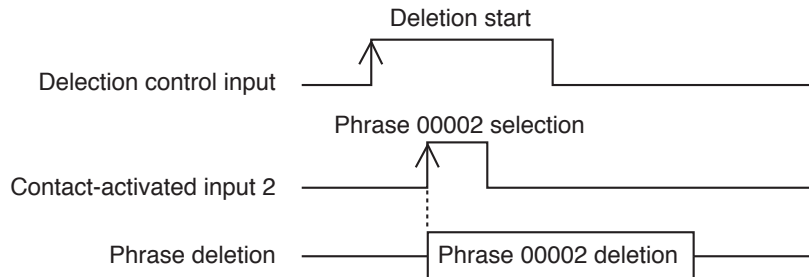 Deletion start
Delection control input
Phrase 00002 selection
Contact-activated input 2
Phrase deletion
Phrase 00002 deletion